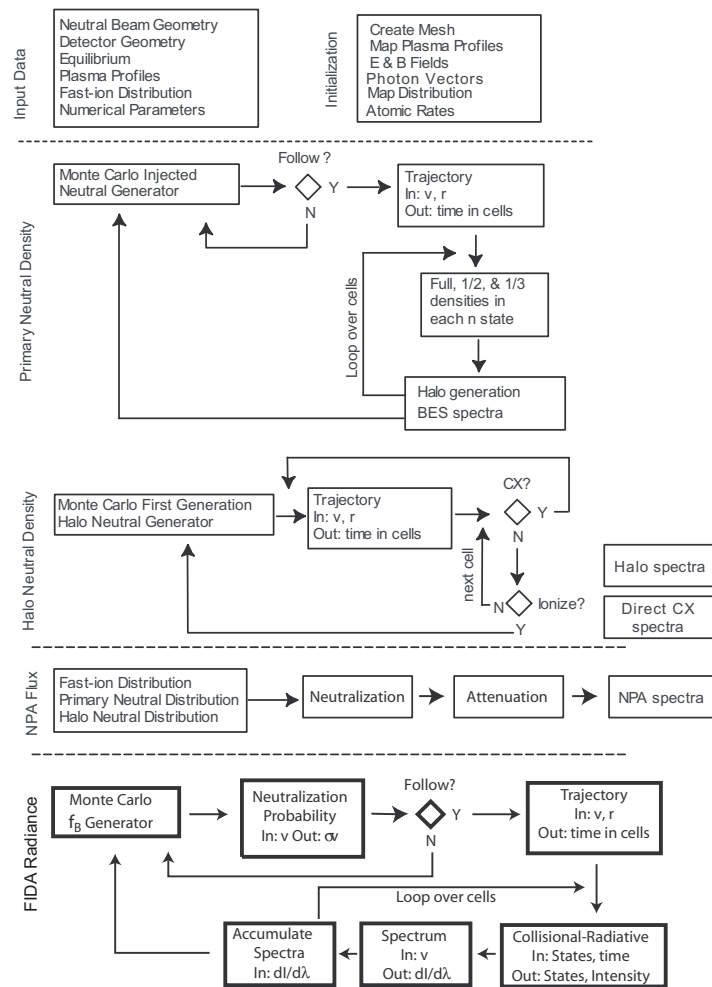 Input Data
Neutral Beam Geometry
Detector Geometry
Equilibrium
Plasma Profiles
Fast-ion Distribution
Numerical Parameters
Initialization
Create Mesh
Map Plasma Profiles
E & B Fields
Photon Vectors
Map Distribution
Atomic Rates
Primary Neutral Density
Monte Carlo Injected
Neutral Generator
Follow ?
Y
N
Trajectory
In: v, r
Out: time in cells
Loop over cells
Full, 1/2, & 1/3
densities in
each n state
Halo generation
BES spectra
Halo Neutral Density
Monte Carlo First Generation
Halo Neutral Generator
Trajectory
In: v, r
Out: time in cells
CX?
Y
N
next cell
N
Ionize?
Y
Halo spectra
Direct CX
spectra
NPA Flux
Fast-ion Distribution
Primary Neutral Distribution
Halo Neutral Distribution
Neutralization
Attenuation
NPA spectra
FIDA Radiance
Monte Carlo
fB Generator
Neutralization
Probability
In: v Out: σv
Follow?
Y
N
Trajectory
In: v, r
Out: time in cells
Loop over cells
Accumulate
Spectra
In: dI/dλ
Spectrum
In: v
Out: dI/dλ
Collisional-Radiative
In: States, time
Out: States, Intensity